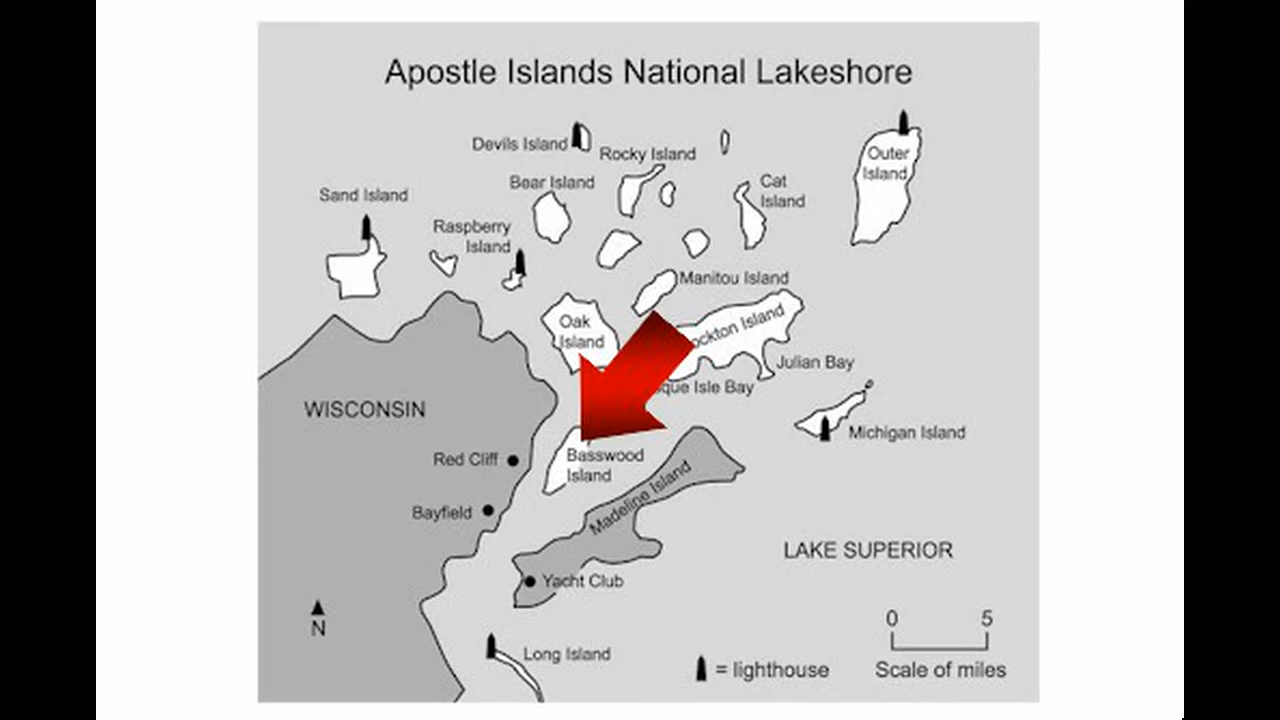 Apostle Islands National Lakeshore
Devils Island
Rocky Island
Outer
Island
Bear Island
Cat
Island
Sand Island
Raspberry
Island
Manitou Island
Oak
Island
ockton Island
Julian Bay
que Isle Bay
WISCONSIN
Michigan Island
Red Cliff
Basswood
Island
Madeline Island
Bayfield
LAKE SUPERIOR
Yacht Club
N
0 5
Long Island
= lighthouse
Scale of miles